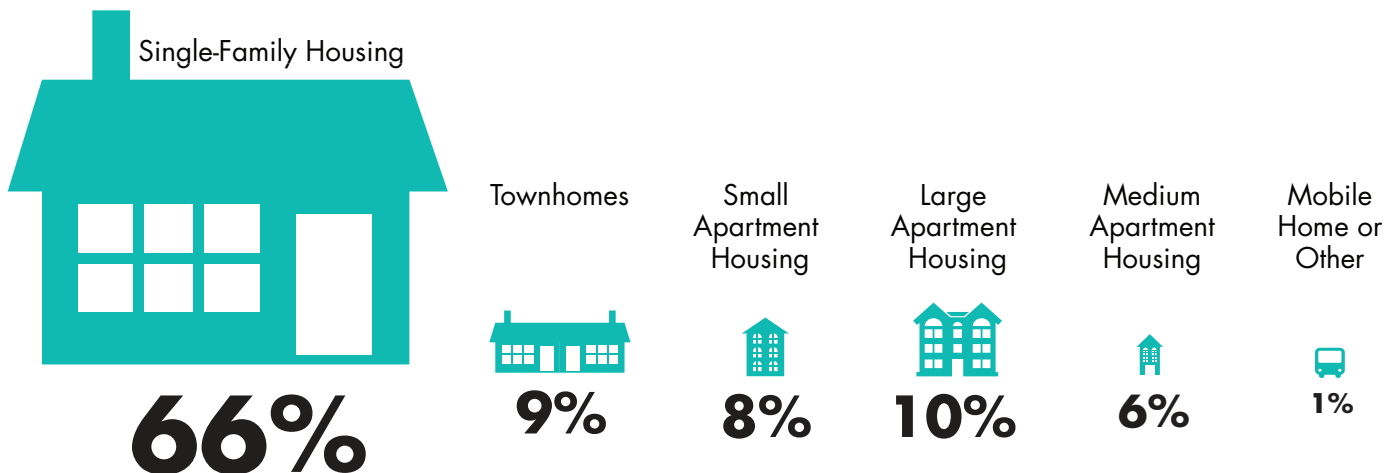 Single-Family Housing
66%
Townhomes
9%
Small
Apartment
Housing
8%
Large
Apartment
Housing
10%
Medium
Apartment
Housing
6%
Mobile
Home or
Other
1%